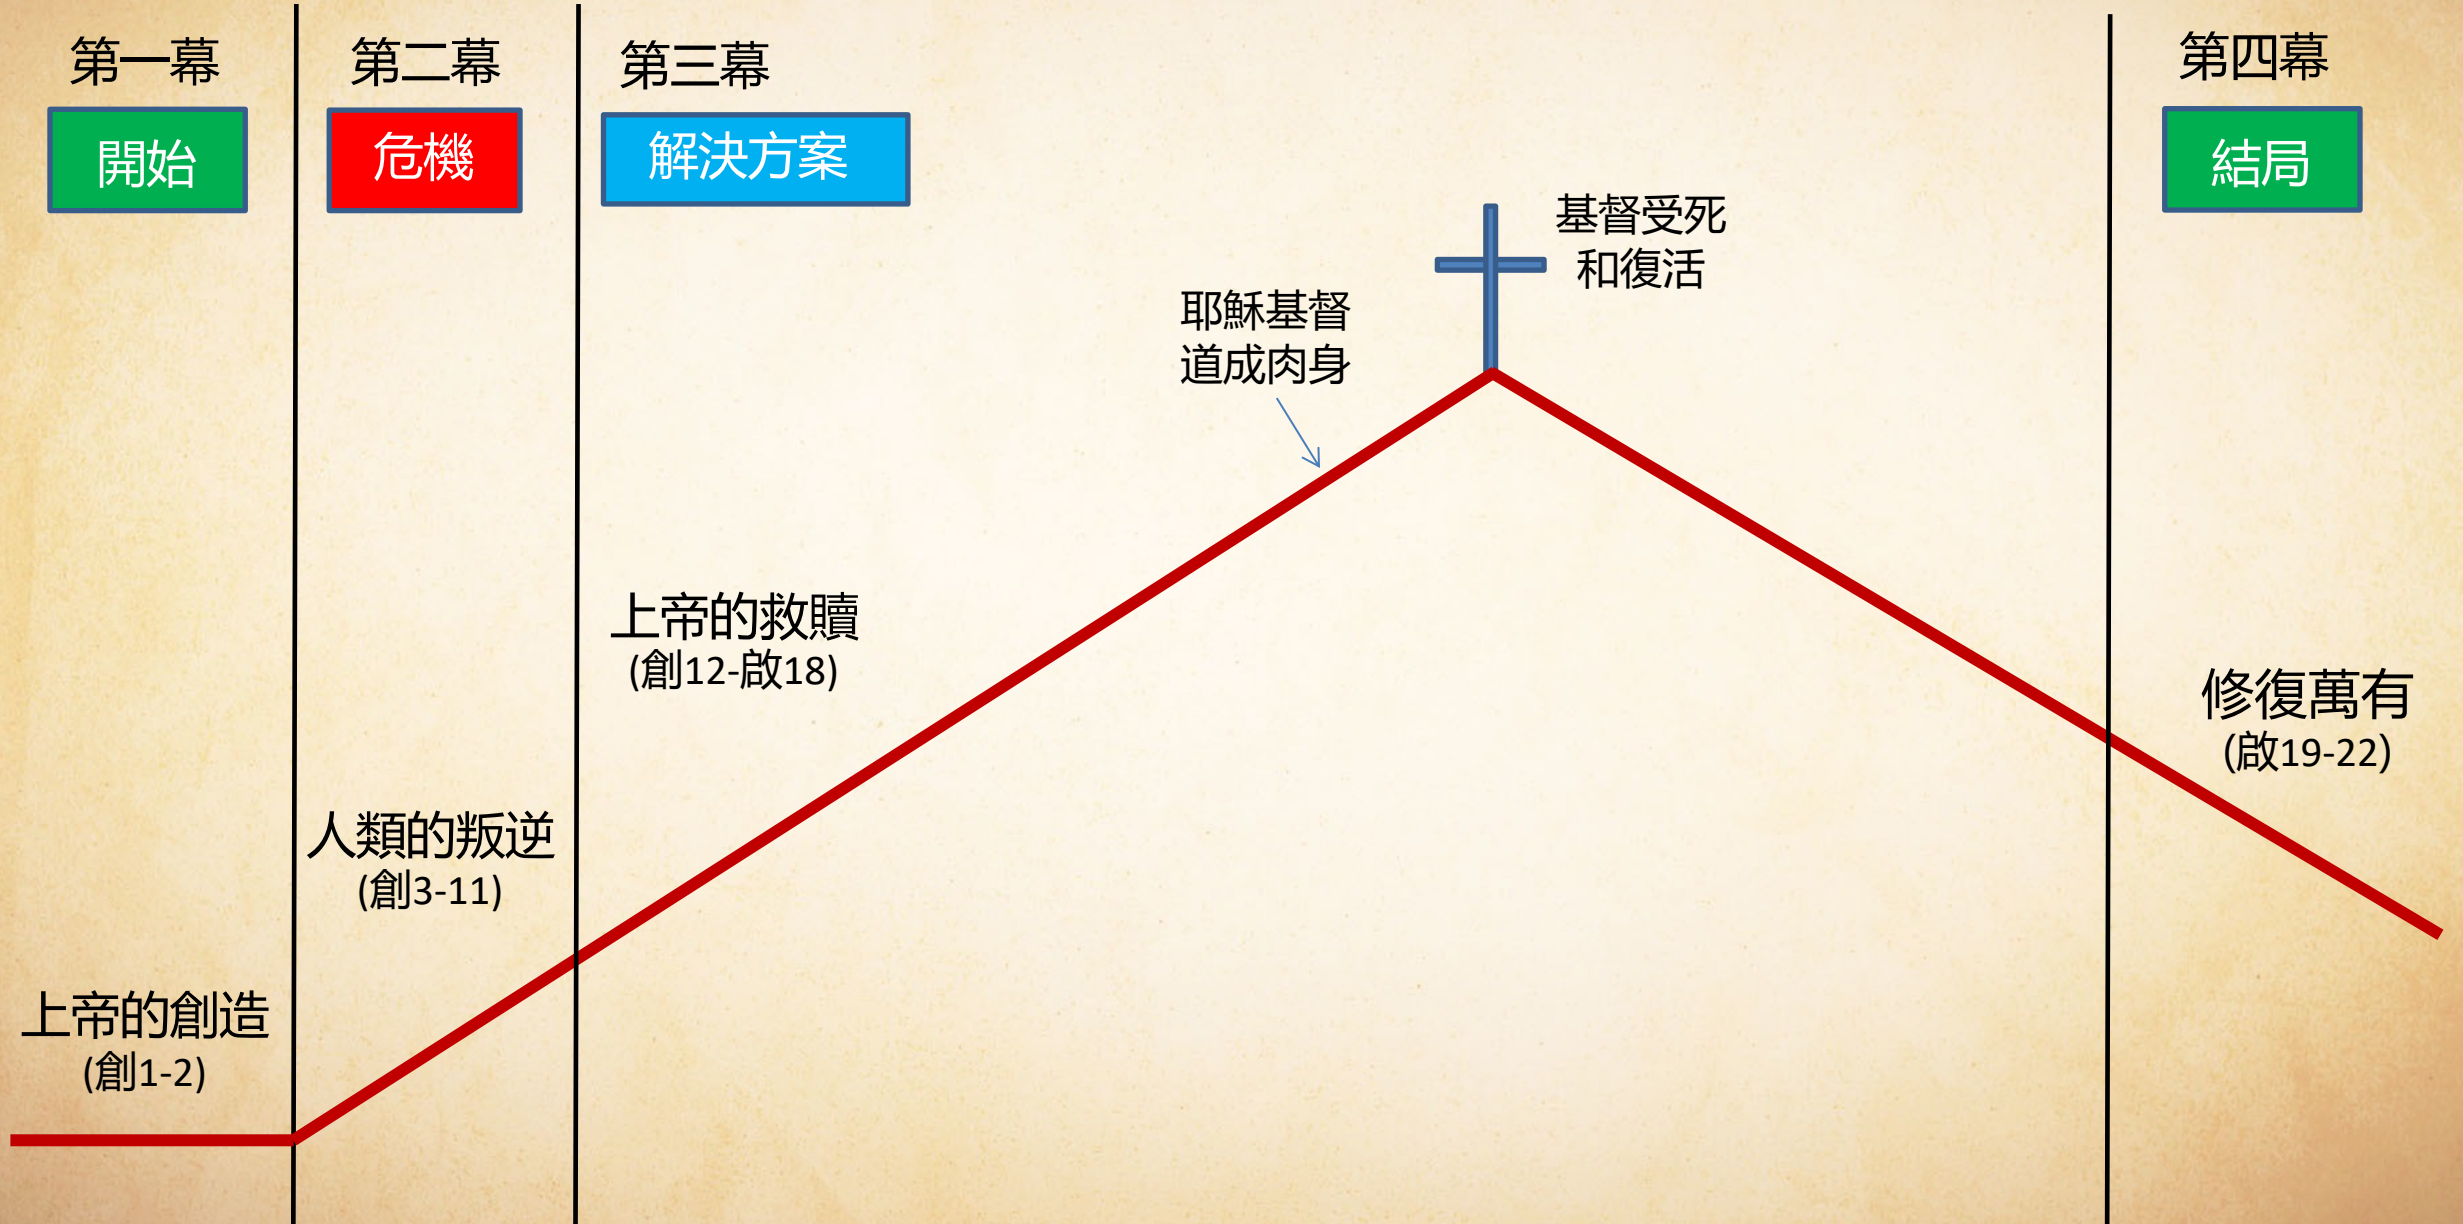 第一幕
開始
上帝的創造
(創1-2)
第二幕
危機
人類的叛逆
(創3-11)
第三幕
解決方案
上帝的救贖
(創12-啟18)
耶穌基督
道成肉身
基督受死
和復活
第四幕
結局
修復萬有
(啟19-22)